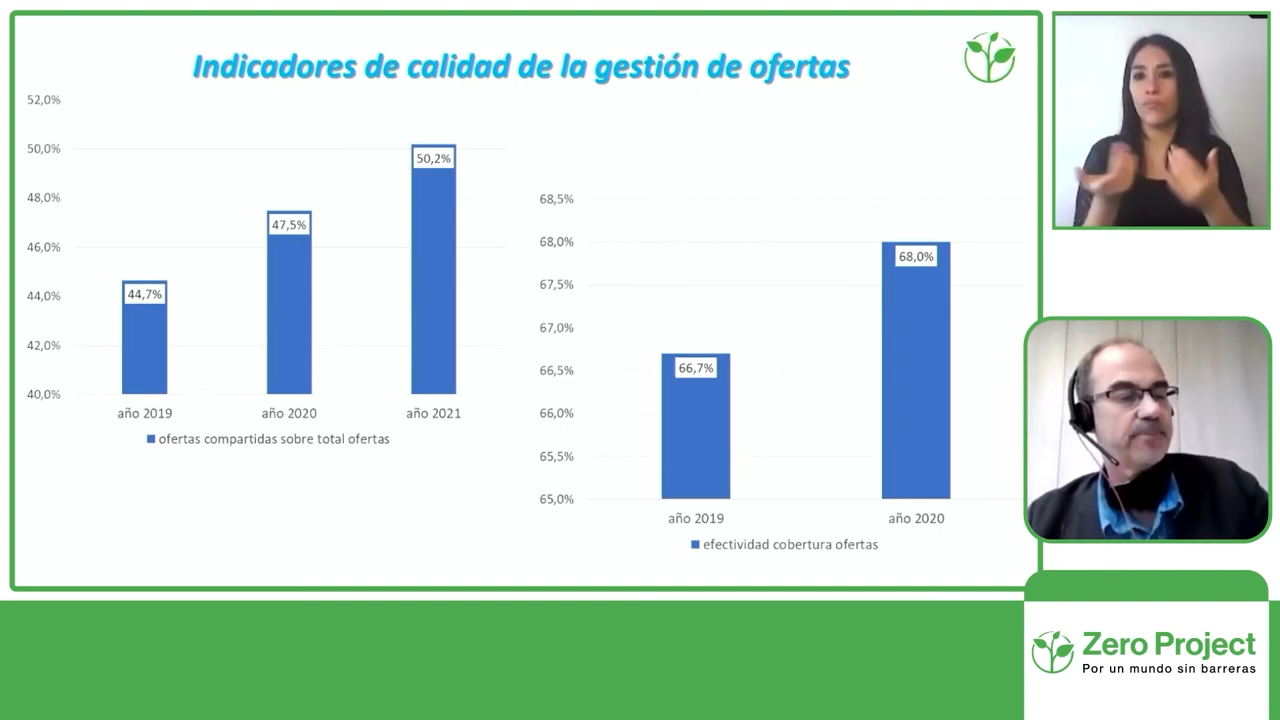 Indicadores de calidad de la gestión de ofertas
52,0%
50,0%
48,0%
46,0%
44,0%
42,0%
40,0%
44,7%
47,5%
50,2%
año 2019
año 2020
año 2021
ofertas compartidas sobre total ofertas
68,5%
68,0%
67,5%
67,0%
66,5%
66,0%
65,5%
65,0%
66,7%
68,0%
año 2019
año 2020
efectividad cobertura ofertas
Zero Project
Por un mundo sin barreras